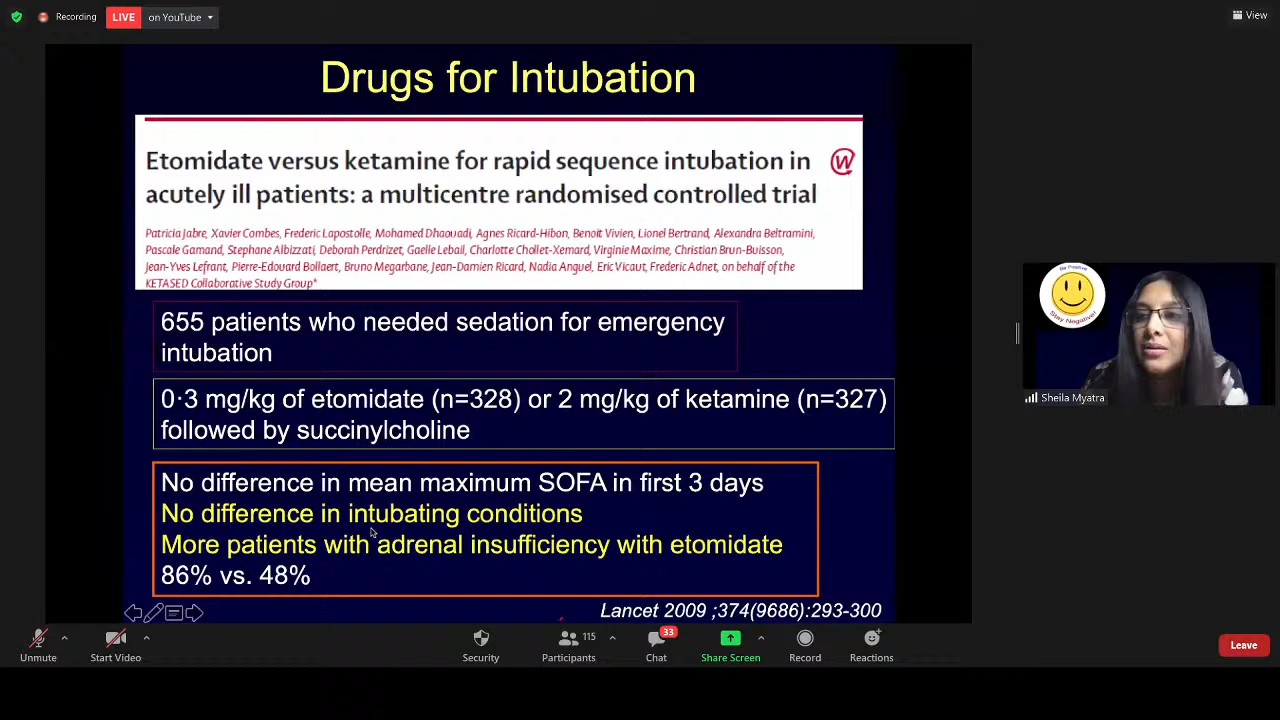 Recording
LIVE on YouTube
View
Drugs for Intubation
Etomidate versus ketamine for rapid sequence intubation in
acutely ill patients: a multicentre randomised controlled trial
W
Patricia Jabre, Xavier Combes, Frederic Lapostolle, Mohamed Dhaouadi, Agnes Ricard-Hibon, Benoit Vivien, Lionel Bertrand, Alexandra Beltramini,
Pascale Gamand, Stephane Albizzati, Deborah Perdrizet, Gaelle Lebail, Charlotte Chollet-Xemard, Virginie Maxime, Christian Brun-Buisson,
Jean-Yves Lefrant, Pierre-Edouard Bollaert, Bruno Megarbane, Jean-Damien Ricard, Nadia Anguel, Eric Vicaut, Frederic Adnet, on behalf of the
KETASED Collaborative Study Group*
655 patients who needed sedation for emergency
intubation
0·3 mg/kg of etomidate (n=328) or 2 mg/kg of ketamine (n=327)
followed by succinylcholine
No difference in mean maximum SOFA in first 3 days
No difference in intubating conditions
More patients with adrenal insufficiency with etomidate
86% vs. 48%
Lancet 2009 ;374(9686):293-300
Be Positive
Stay Negative!
Sheila Myatra
Unmute
Start Video
Security
115
Participants
33
Chat
Share Screen
Record
Reactions
Leave